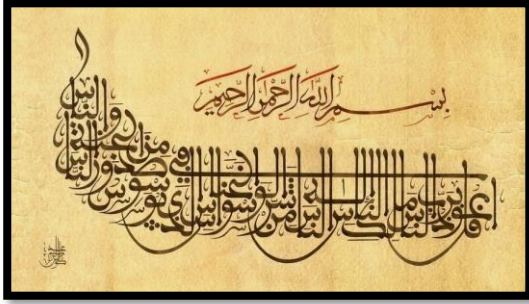 بسم الله الرحمن الرحيم
قل اعوذ برب الناس ملك الناس اله الناس من شر الوسواس الخناس الذي يوسوس في صدور الناس من الجنة والناس